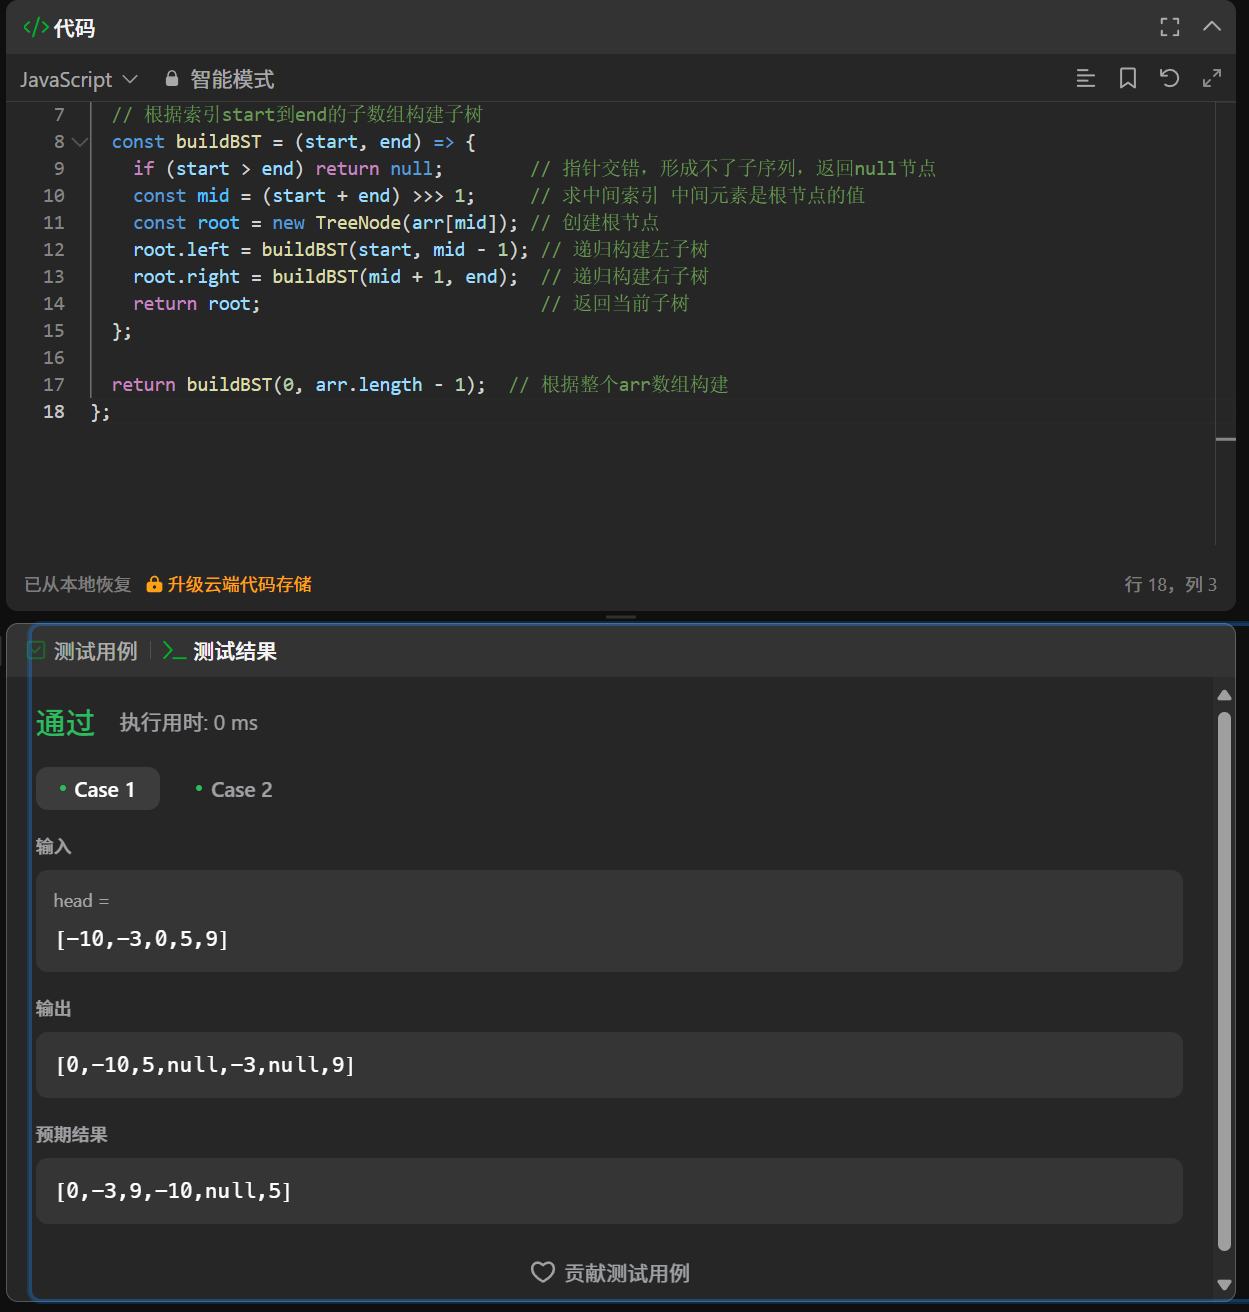 </> 代码
JavaScript 智能模式
7 // 根据索引start到end的子数组构建子树
8 const buildBST = (start, end) => {
9 if (start > end) return null; // 指针交错，形成不了子序列，返回null节点
10 const mid = (start + end) >>> 1; // 求中间索引 中间元素是根节点的值
11 const root = new TreeNode(arr[mid]); // 创建根节点
12 root.left = buildBST(start, mid - 1); // 递归构建左子树
13 root.right = buildBST(mid + 1, end); // 递归构建右子树
14 return root; // 返回当前子树
15 };
16
17 return buildBST(0, arr.length - 1); // 根据整个arr数组构建
18 };
已从本地恢复 升级云端代码存储 行 18，列 3
测试用例 >_ 测试结果
通过 执行用时: 0 ms
• Case 1 • Case 2
输入
head =
[-10,-3,0,5,9]
输出
[0,-10,5,null,-3,null,9]
预期结果
[0,-3,9,-10,null,5]
贡献测试用例